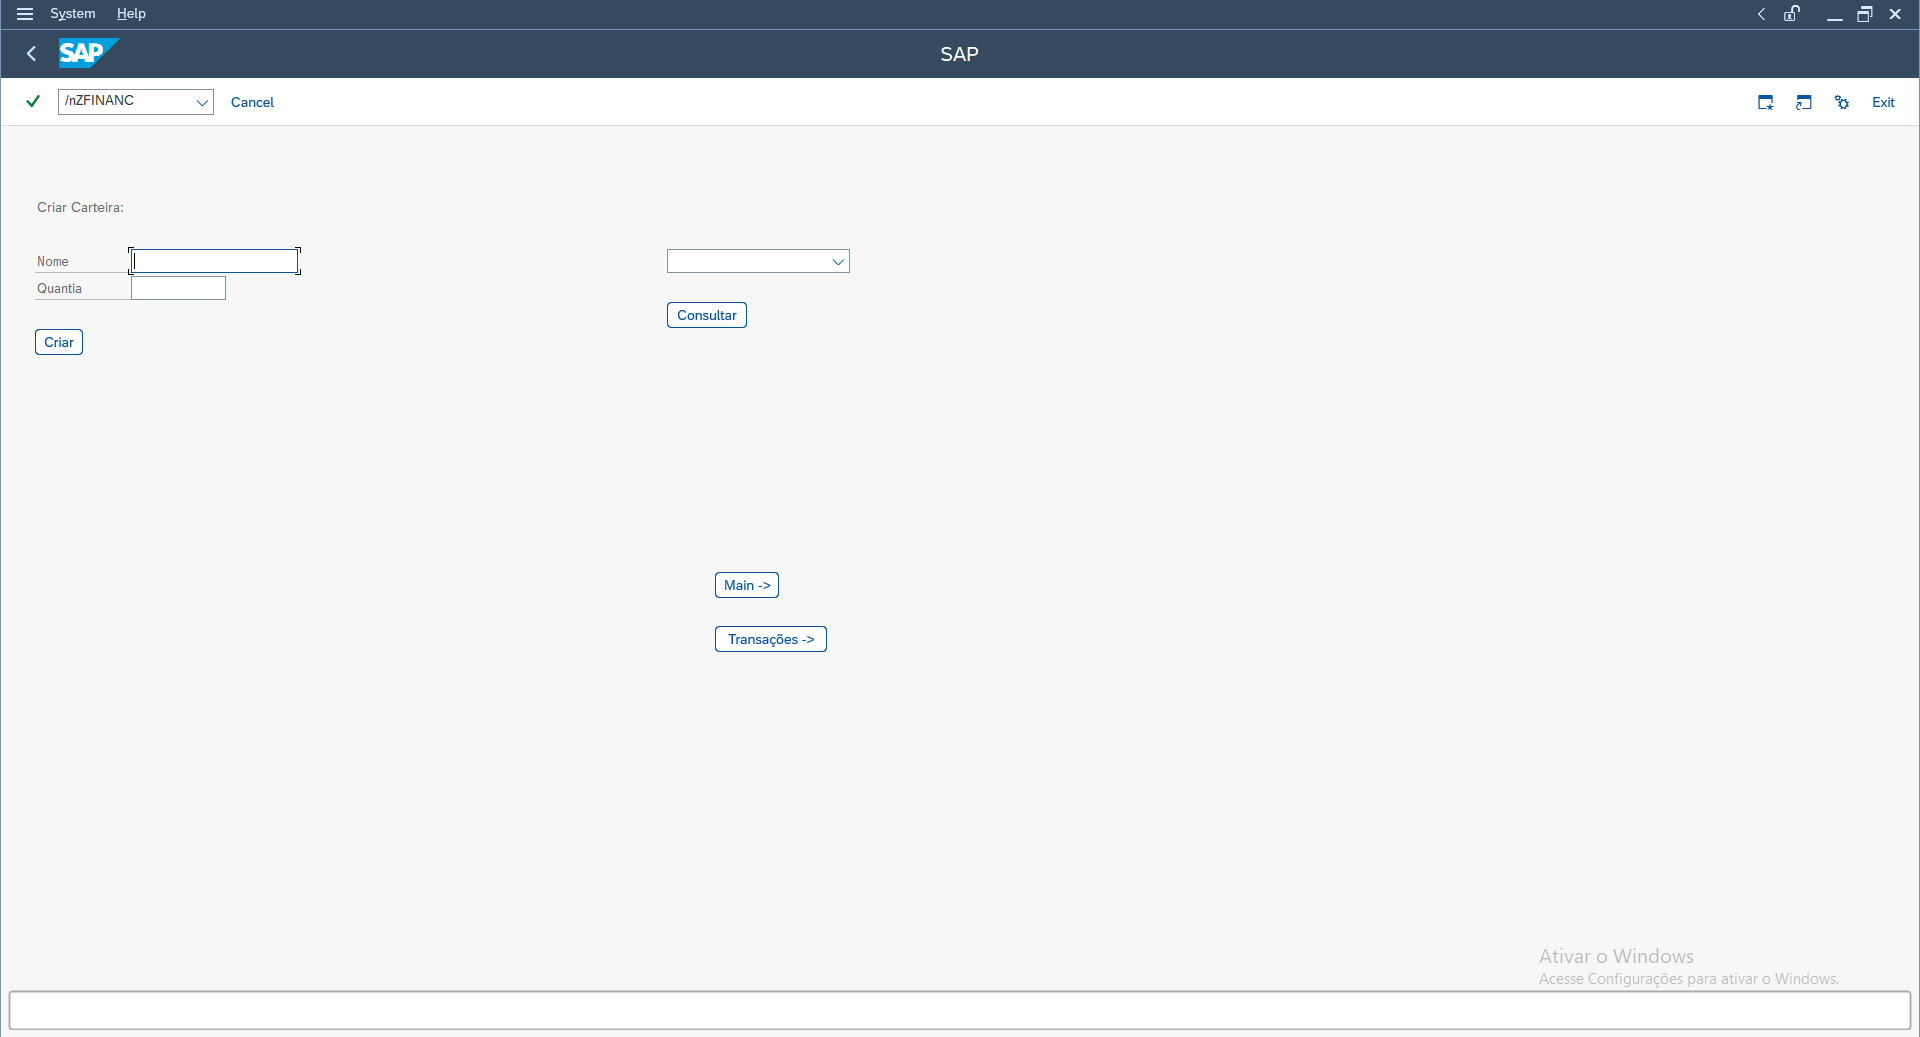 System Help
SAP
SAP
/nZFINANC
Cancel
Exit
Criar Carteira:
Nome
Quantia
Consultar
Criar
Main ->
Transações ->
Ativar o Windows
Acesse Configurações para ativar o Windows.